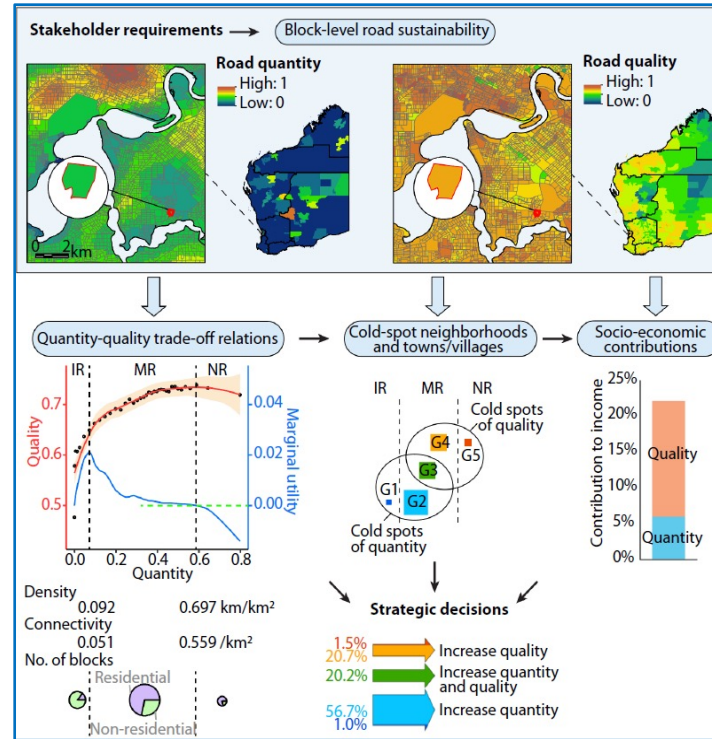 Stakeholder requirements
Block-level road sustainability
Road quantity
High: 1
Low: 0
0 2
km
Road quality
High: 1
Low: 0
Quantity-quality trade-off relations
Cold-spot neighborhoods
and towns/villages
Socio-economic
contributions
IR MR NR
Quality
0.7
0.5
Marginal utility
0.04
0.02
0.00
0.0 0.2 0.4 0.6 0.8
Quantity
Density
0.092 0.697 km/km²
Connectivity
0.051 0.559 /km²
No. of blocks
Residential
Non-residential
IR MR NR
Cold spots
of quality
G4
G5
G3
G1
G2
Cold spots
of quantity
Contribution to income
25%
20%
15%
10%
5%
0%
Quality
Quantity
Strategic decisions
1.5%
20.7%
Increase quality
20.2%
Increase quantity
and quality
56.7%
1.0%
Increase quantity